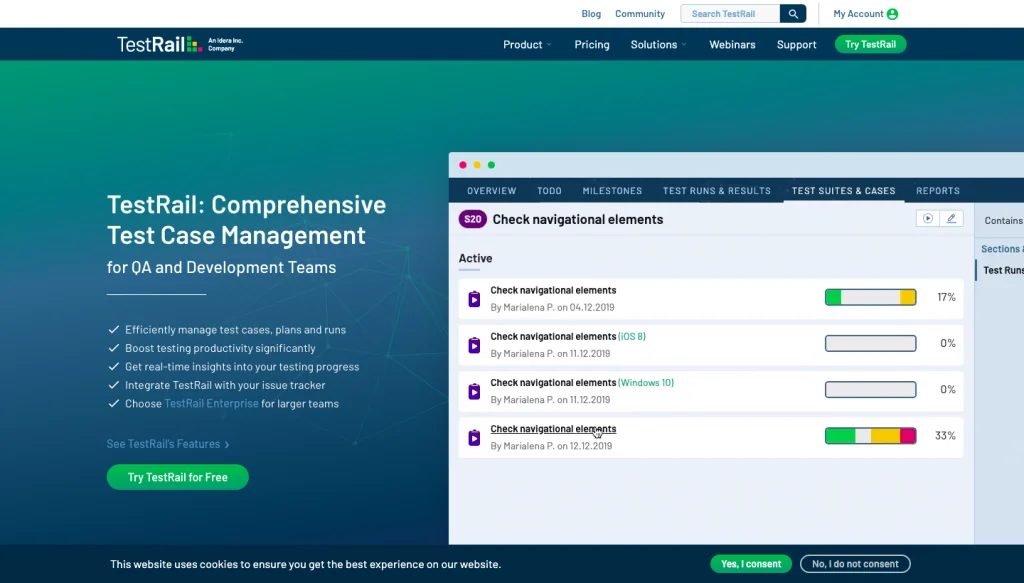 Blog Community Search TestRail My Account
TestRail An Idera Inc. Company
Product Pricing Solutions Webinars Support Try TestRail
TestRail: Comprehensive
Test Case Management
for QA and Development Teams
Efficiently manage test cases, plans and runs
Boost testing productivity significantly
Get real-time insights into your testing progress
Integrate TestRail with your issue tracker
Choose TestRail Enterprise for larger teams
See TestRail's Features
Try TestRail for Free
OVERVIEW TODO MILESTONES TEST RUNS & RESULTS TEST SUITES & CASES REPORTS
S20 Check navigational elements
Contains
Sections &
Test Runs
Active
Check navigational elements
By Marialena P. on 04.12.2019
17%
Check navigational elements (iOS 8)
By Marialena P. on 11.12.2019
0%
Check navigational elements (Windows 10)
By Marialena P. on 11.12.2019
0%
Check navigational elements
By Marialena P. on 12.12.2019
33%
This website uses cookies to ensure you get the best experience on our website.
Yes, I consent
No, I do not consent